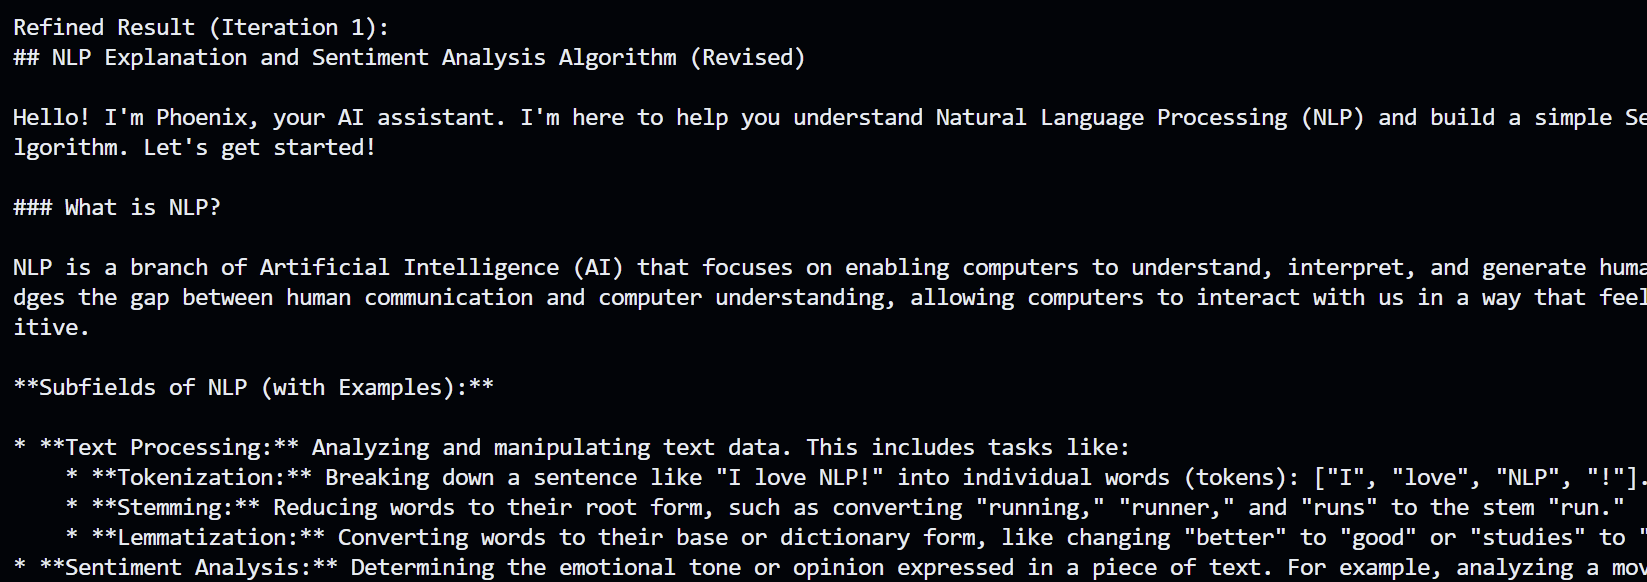 Refined Result (Iteration 1):
## NLP Explanation and Sentiment Analysis Algorithm (Revised)
Hello! I'm Phoenix, your AI assistant. I'm here to help you understand Natural Language Processing (NLP) and build a simple Se
lgorithm. Let's get started!
### What is NLP?
NLP is a branch of Artificial Intelligence (AI) that focuses on enabling computers to understand, interpret, and generate huma
dges the gap between human communication and computer understanding, allowing computers to interact with us in a way that feel
itive.
**Subfields of NLP (with Examples):**
* **Text Processing:** Analyzing and manipulating text data. This includes tasks like:
    * **Tokenization:** Breaking down a sentence like "I love NLP!" into individual words (tokens): ["I", "love", "NLP", "!"].
    * **Stemming:** Reducing words to their root form, such as converting "running," "runner," and "runs" to the stem "run."
    * **Lemmatization:** Converting words to their base or dictionary form, like changing "better" to "good" or "studies" to "
* **Sentiment Analysis:** Determining the emotional tone or opinion expressed in a piece of text. For example, analyzing a mov